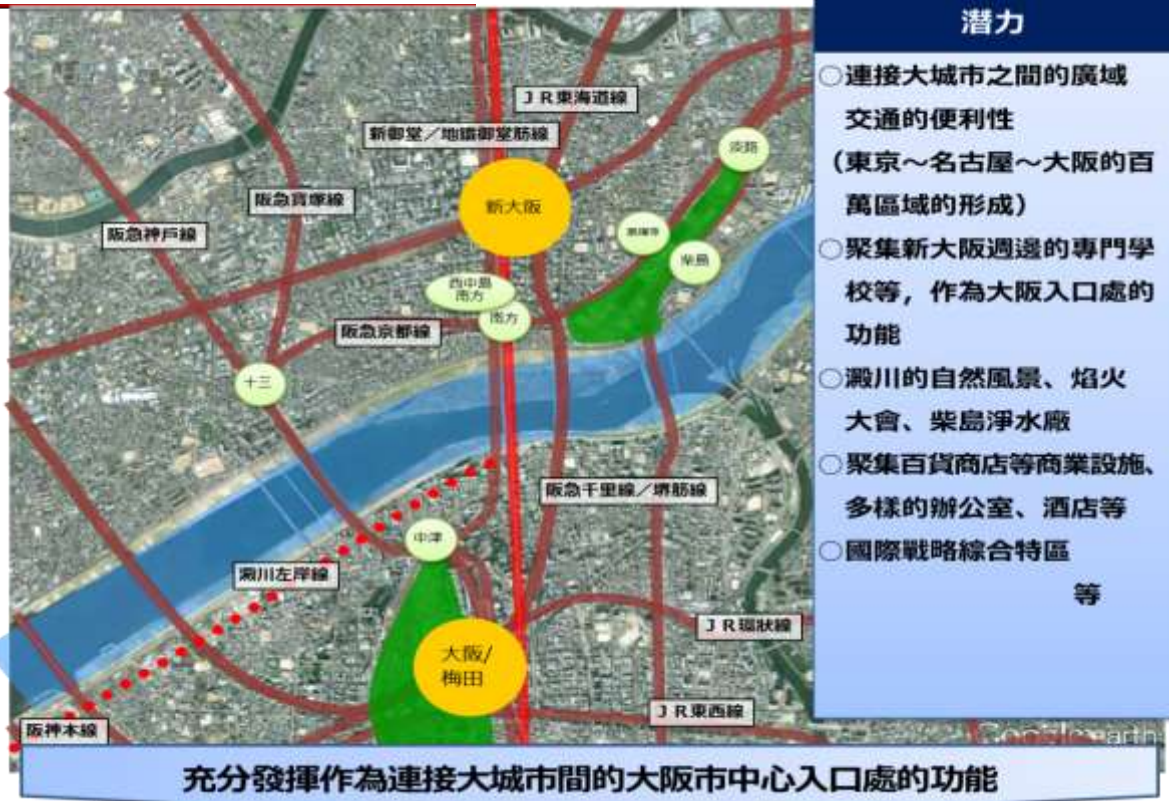 潛力
○連接大城市之間的廣域
交通的便利性
(東京～名古屋～大阪的百
萬區域的形成)
○聚集新大阪週邊的專門學
校等，作為大阪入口處的
功能
○澱川的自然風景、焰火
大會、柴島淨水廠
○聚集百貨商店等商業設施、
多樣的辦公室、酒店等
○國際戰略綜合特區
等
ＪＲ東海道線
新御堂／地鐵御堂筋線
淡路
阪急寶塚線
新大阪
阪急神戶線
柴島
西中島
南方
南方
阪急京都線
十三
阪急千里線／堺筋線
中津
澱川左岸線
ＪＲ環狀線
大阪/
梅田
ＪＲ東西線
阪神本線
充分發揮作為連接大城市間的大阪市中心入口處的功能